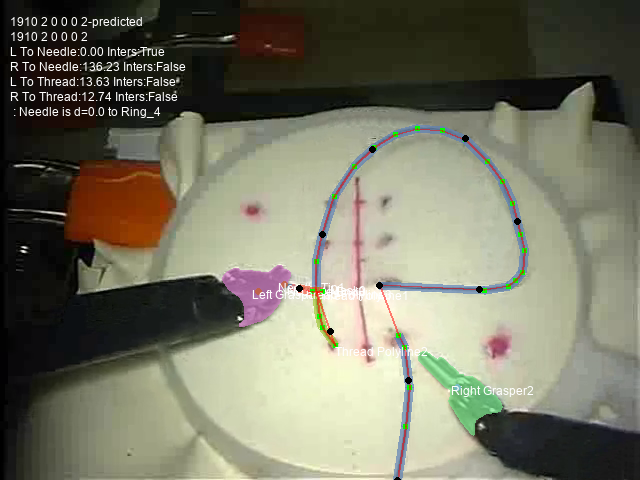 1910 2 0 0 0 2-predicted
1910 2 0 0 0 2
L To Needle:0.00 Inters:True
R To Needle:136.23 Inters:False
L To Thread:13.63 Inters:False
R To Thread:12.74 Inters:False
: Needle is d=0.0 to Ring_4
Left Grasper
Thread Polyline2
Right Grasper2